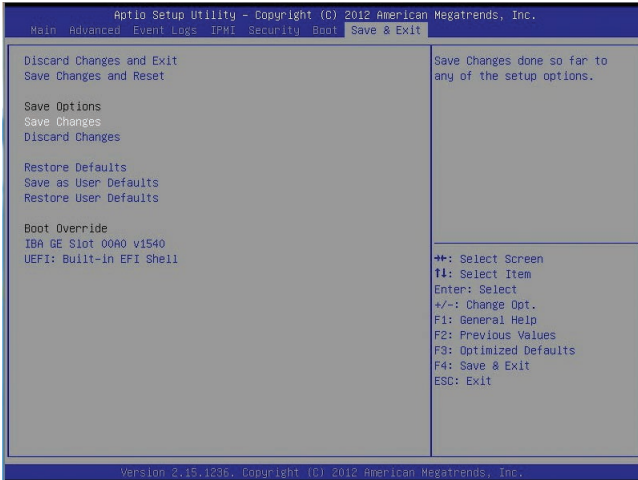 Aptio Setup Utility – Copyright (C) 2012 American Megatrends, Inc.
Main Advanced Event Logs IPMI Security Boot Save & Exit
Discard Changes and Exit
Save Changes and Reset
Save Options
Save Changes
Discard Changes
Restore Defaults
Save as User Defaults
Restore User Defaults
Boot Override
IBA GE Slot 00A0 v1540
UEFI: Built-in EFI Shell
Save Changes done so far to
any of the setup options.
→←: Select Screen
↑↓: Select Item
Enter: Select
+/-: Change Opt.
F1: General Help
F2: Previous Values
F3: Optimized Defaults
F4: Save & Exit
ESC: Exit
Version 2.15.1236. Copyright (C) 2012 American Megatrends, Inc.